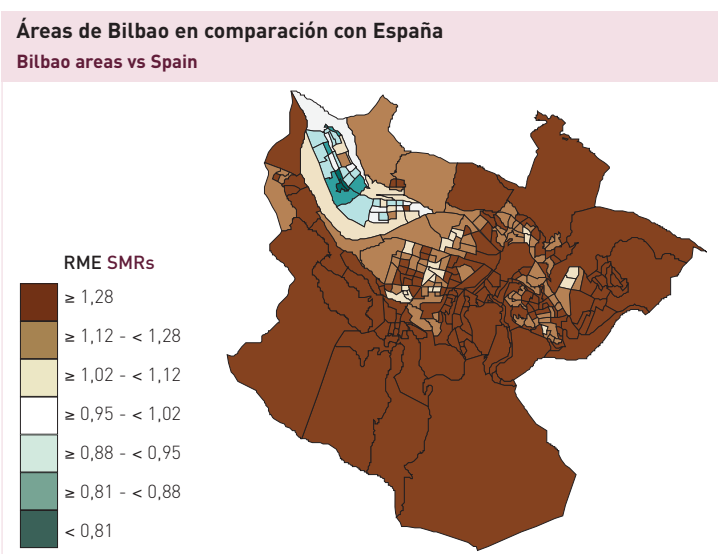 Áreas de Bilbao en comparación con España
Bilbao areas vs Spain
RME SMRs
≥ 1,28
≥ 1,12 - < 1,28
≥ 1,02 - < 1,12
≥ 0,95 - < 1,02
≥ 0,88 - < 0,95
≥ 0,81 - < 0,88
< 0,81